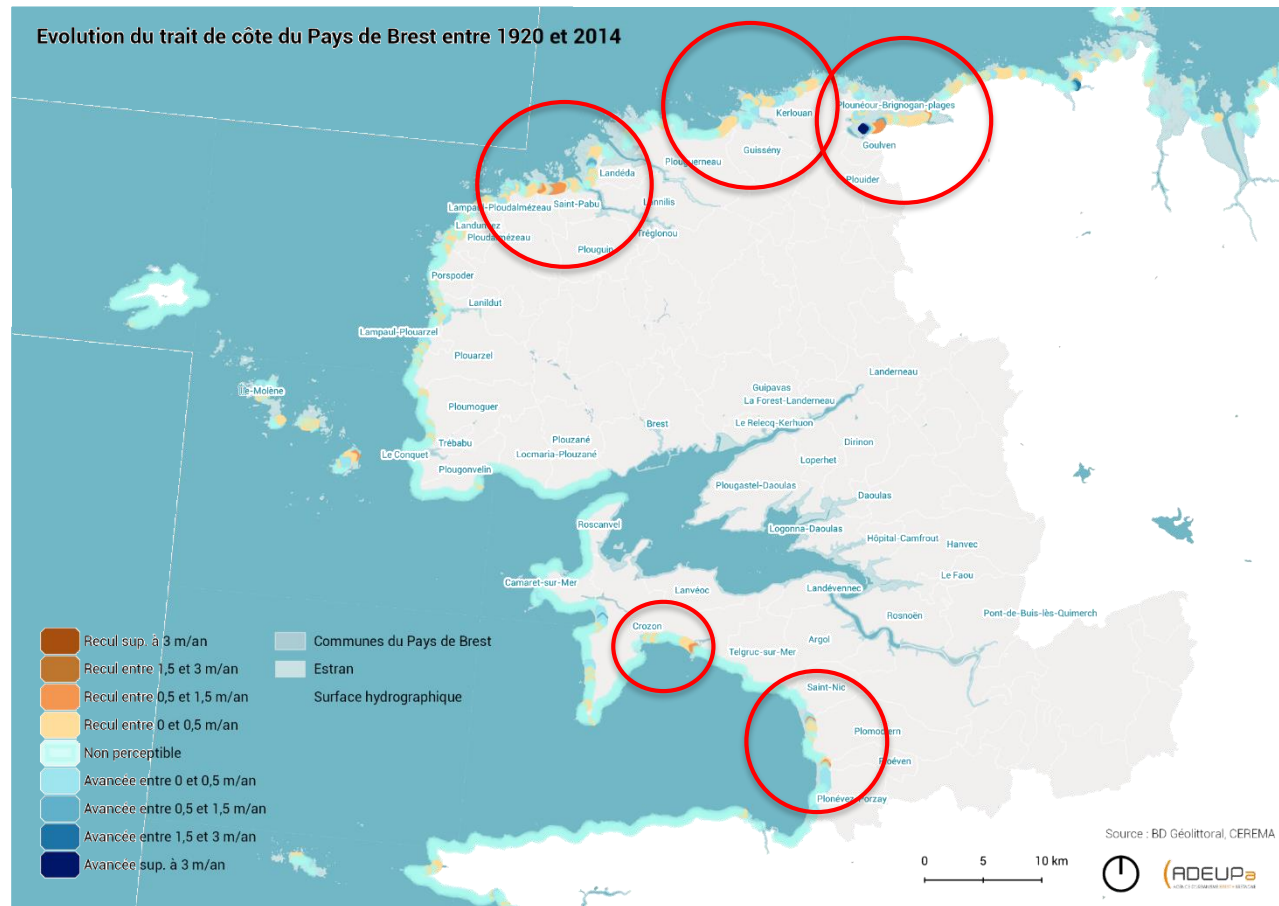 Evolution du trait de côte du Pays de Brest entre 1920 et 2014
Plounéour-Brignogan-plages
Kerlouan
Goulven
Guissény
Plouguerneau
Plouider
Landéda
Lannilis
Lampaul-Ploudalmézeau
Saint-Pabu
Landunvez
Tréglonou
Ploudalmézeau
Plouguin
Porspoder
Lanildut
Lampaul-Plouarzel
Plouarzel
Landerneau
Guipavas
La Forest-Landerneau
Île-Molène
Ploumoguer
Brest
Le Relecq-Kerhuon
Trébabu
Plouzané
Dirinon
Le Conquet
Locmaria-Plouzané
Loperhet
Plougonvelin
Plougastel-Daoulas
Daoulas
Roscanvel
Logonna-Daoulas
Hôpital-Camfrout
Hanvec
Camaret-sur-Mer
Lanvéoc
Landévennec
Le Faou
Rosnoën
Pont-de-Buis-lès-Quimerch
Crozon
Argol
Telgruc-sur-Mer
Saint-Nic
Plomodiern
Ploéven
Plonévez-Porzay
Recul sup. à 3 m/an
Recul entre 1,5 et 3 m/an
Recul entre 0,5 et 1,5 m/an
Recul entre 0 et 0,5 m/an
Non perceptible
Avancée entre 0 et 0,5 m/an
Avancée entre 0,5 et 1,5 m/an
Avancée entre 1,5 et 3 m/an
Avancée sup. à 3 m/an
Communes du Pays de Brest
Estran
Surface hydrographique
Source : BD Géolittoral, CEREMA
0 5 10 km
ADEUPa